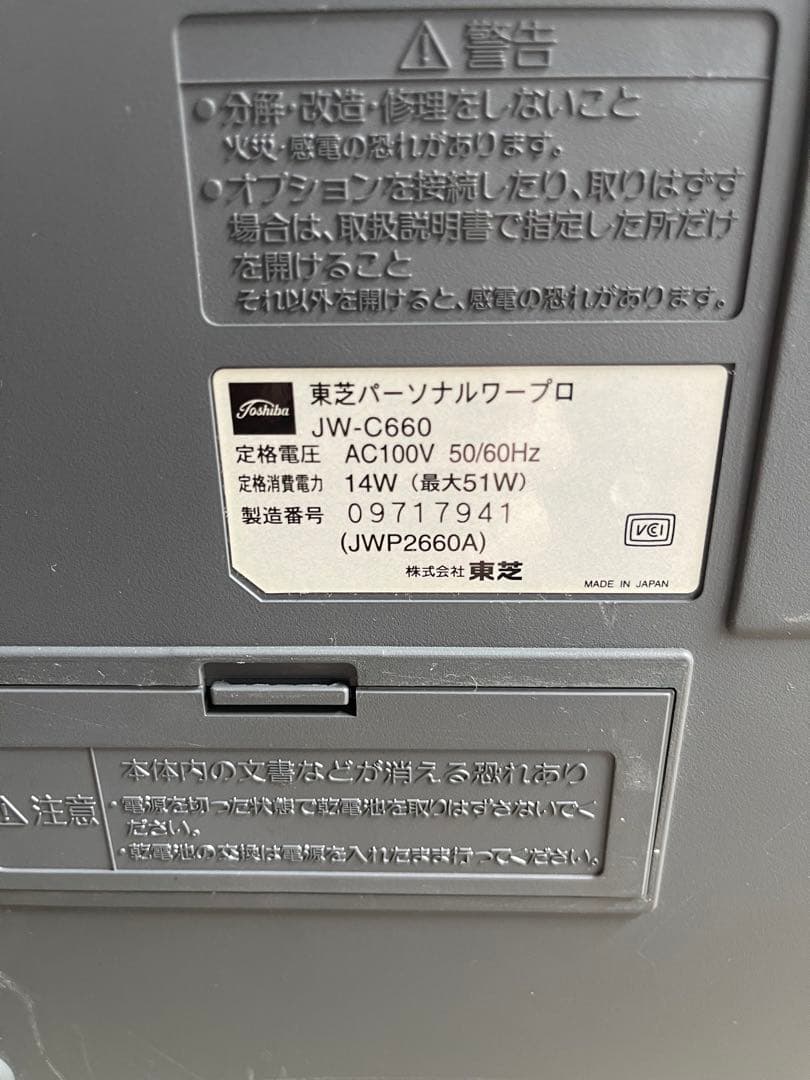 ⚠ 警告
●分解・改造・修理をしないこと
火災・感電の恐れがあります。
●オプションを接続したり、取りはずす
場合は、取扱説明書で指定した所だけ
を開けること
それ以外を開けると、感電の恐れがあります。
Toshiba 東芝パーソナルワープロ
JW-C660
定格電圧 AC100V 50/60Hz
定格消費電力 14W (最大51W)
製造番号 09717941
(JWP2660A)
VCI
株式会社 東芝
MADE IN JAPAN
⚠注意
本体内の文書などが消える恐れあり
・電源を切った状態で乾電池を取りはずさないでく
ださい。
・乾電池の交換は電源を入れたまま行ってください。